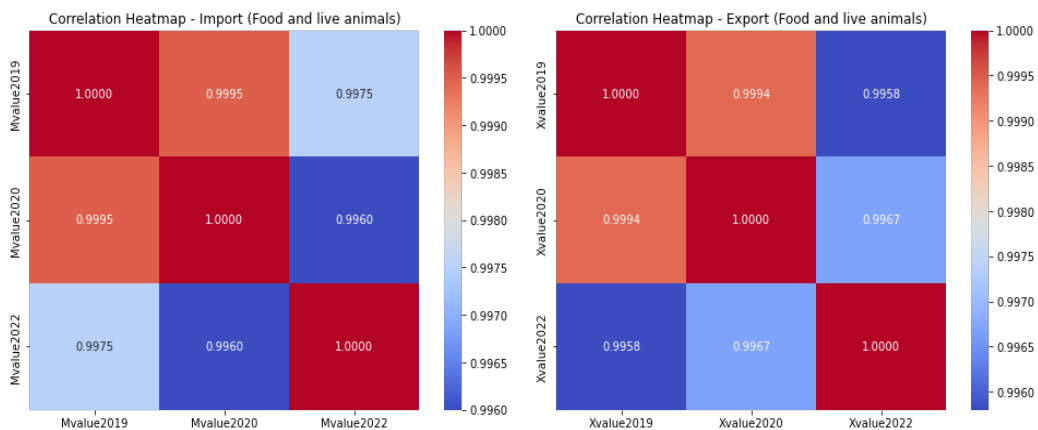 Correlation Heatmap - Import (Food and live animals)
Mvalue2019
Mvalue2020
Mvalue2022
1.0000
0.9995
0.9975
0.9995
1.0000
0.9960
0.9975
0.9960
1.0000
Mvalue2019
Mvalue2020
Mvalue2022
1.0000
0.9995
0.9990
0.9985
0.9980
0.9975
0.9970
0.9965
0.9960
Correlation Heatmap - Export (Food and live animals)
Xvalue2019
Xvalue2020
Xvalue2022
1.0000
0.9994
0.9958
0.9994
1.0000
0.9967
0.9958
0.9967
1.0000
Xvalue2019
Xvalue2020
Xvalue2022
1.0000
0.9995
0.9990
0.9985
0.9980
0.9975
0.9970
0.9965
0.9960